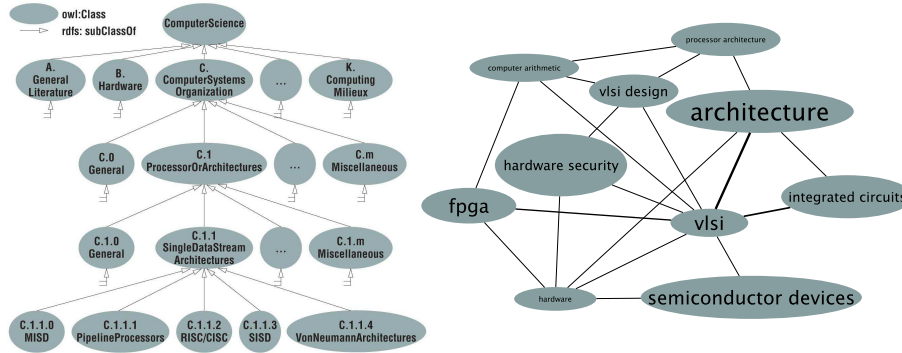 owl:Class
rdfs: subClassOf
ComputerScience
A.
General
Literature
B.
Hardware
C.
ComputerSystems
Organization
...
K.
Computing
Milieux
C.0
General
C.1
ProcessorOrArchitectures
...
C.m
Miscellaneous
C.1.0
General
C.1.1
SingleDataStream
Architectures
...
C.1.m
Miscellaneous
C.1.1.0
MISD
C.1.1.1
PipelineProcessors
C.1.1.2
RISC/CISC
C.1.1.3
SISD
C.1.1.4
VonNeumannArchitectures
processor architecture
computer arithmetic
vlsi design
architecture
hardware security
integrated circuits
fpga
vlsi
hardware
semiconductor devices